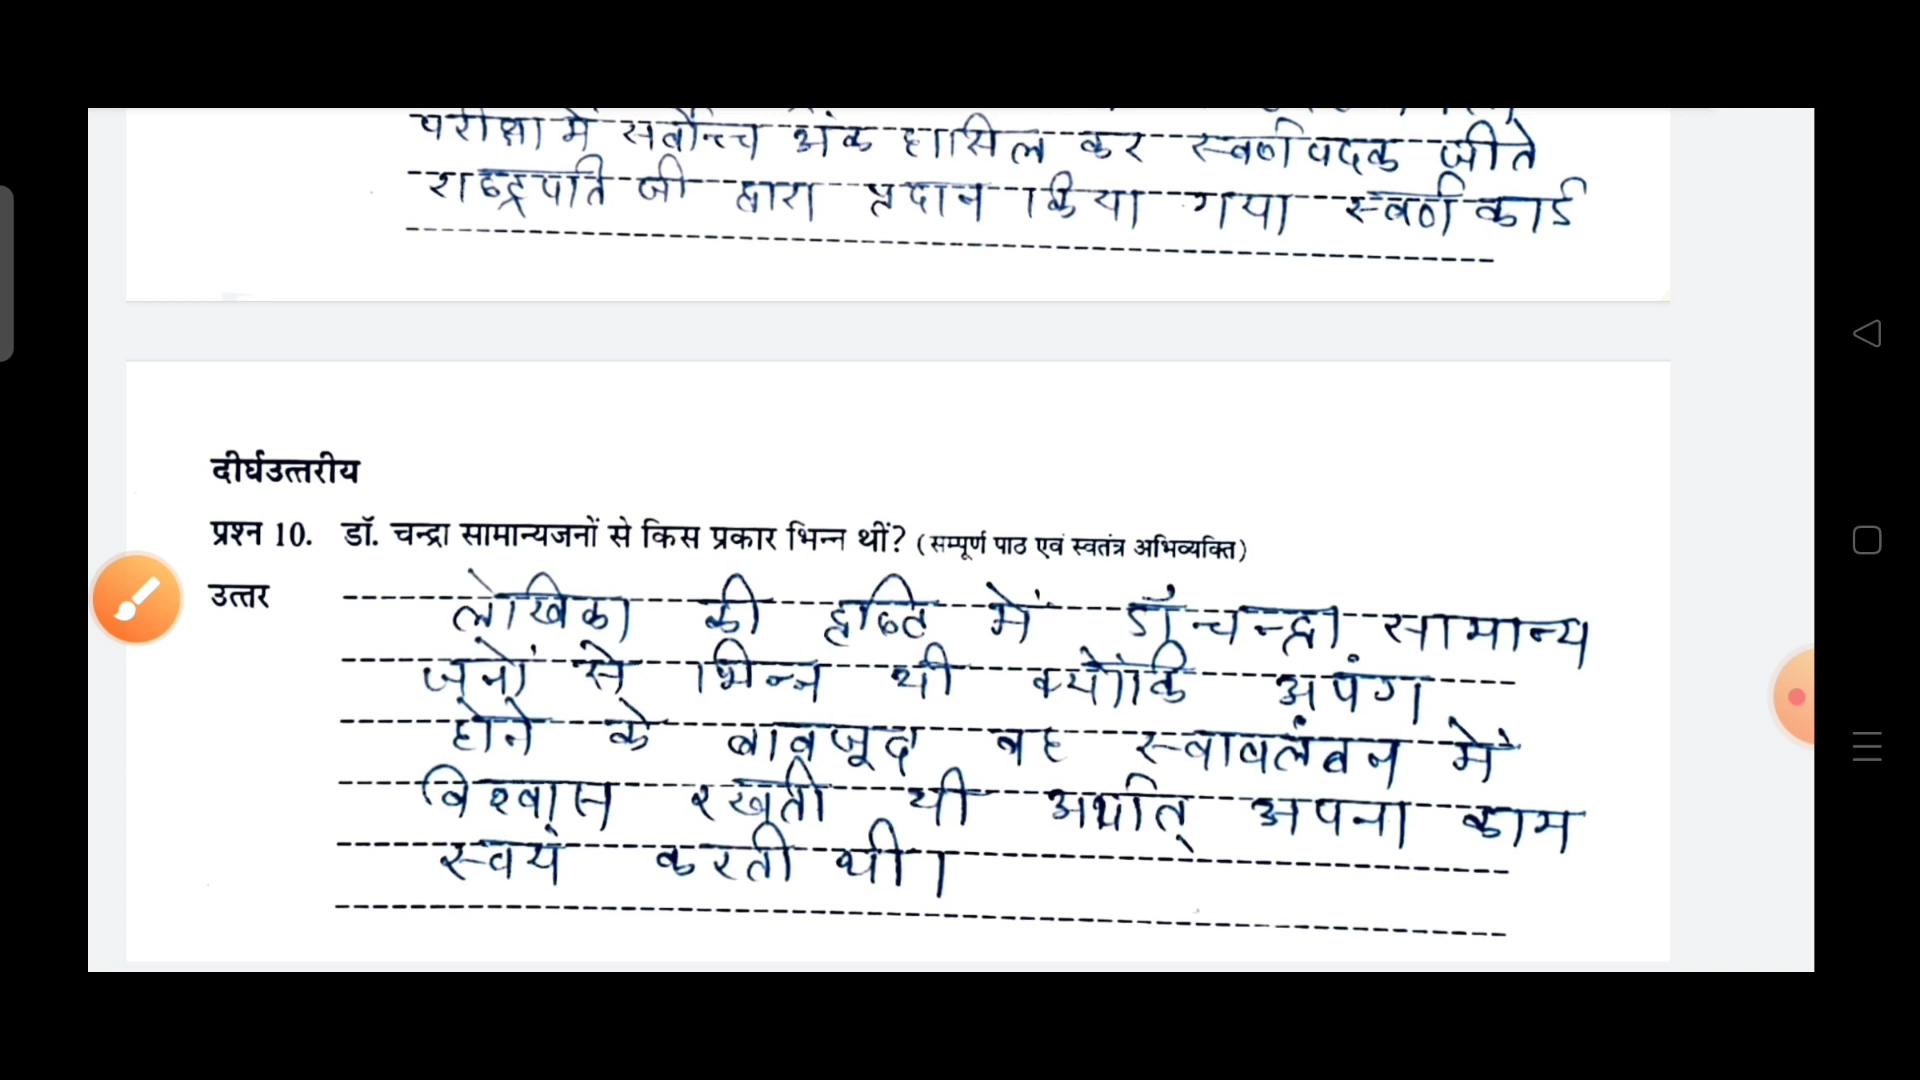 परीक्षा में सर्वोच्च अंक हासिल कर स्वर्ण पदक जीते
राष्ट्रपति जी द्वारा प्रदान किया गया स्वर्ण कार्ड
दीर्घउत्तरीय
प्रश्न 10. डॉ. चन्द्रा सामान्यजनों से किस प्रकार भिन्न थीं? (सम्पूर्ण पाठ एवं स्वतंत्र अभिव्यक्ति)
उत्तर लेखिका की दृष्टि में डॉ चन्द्रा सामान्य
जनों से भिन्न थी क्योंकि अपंग
होने के बावजूद वह स्वावलंबन में
विश्वास रखती थी अर्थात् अपना काम
स्वयं करती थी।